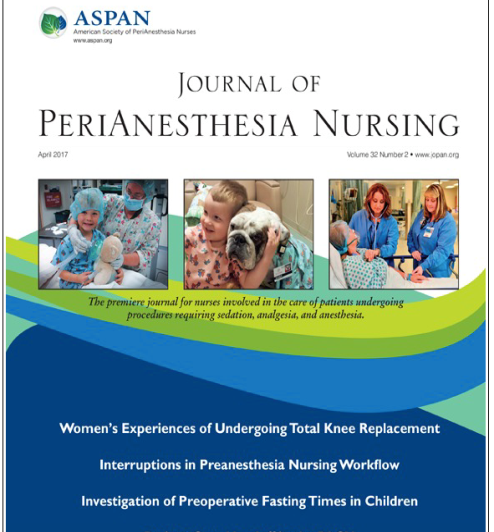 ASPAN
American Society of PeriAnesthesia Nurses
www.aspan.org
JOURNAL OF
PERIANESTHESIA NURSING
April 2017
Volume 32 Number 2 • www.jopan.org
The premiere journal for nurses involved in the care of patients undergoing
procedures requiring sedation, analgesia, and anesthesia.
Women's Experiences of Undergoing Total Knee Replacement
Interruptions in Preanesthesia Nursing Workflow
Investigation of Preoperative Fasting Times in Children